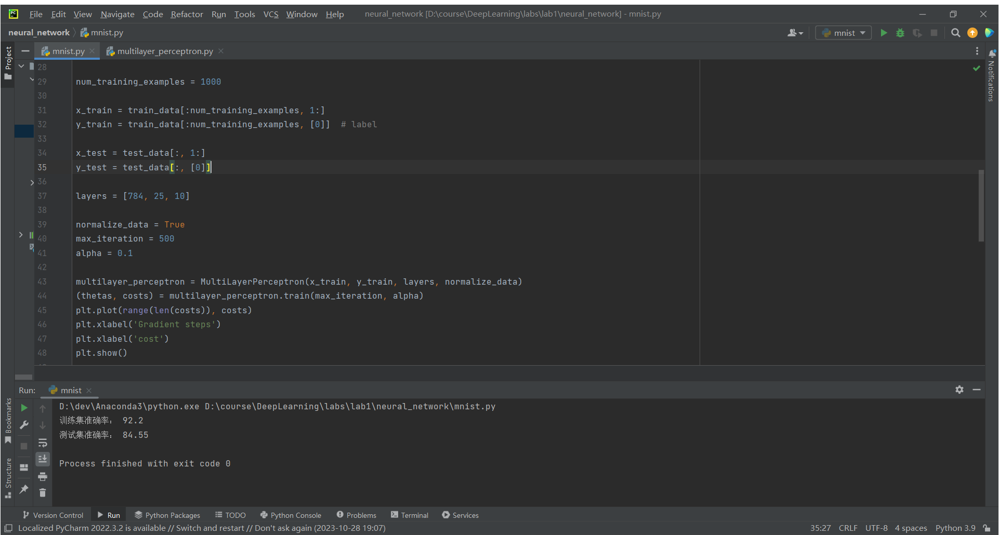 PC File Edit View Navigate Code Refactor Run Tools VCS Window Help neural_network [D:\course\DeepLearning\labs\lab1\neural_network] - mnist.py
neural_network mnist.py mnist
Project mnist.py multilayer_perceptron.py
Notifications
28
29 num_training_examples = 1000
30
31 x_train = train_data[:num_training_examples, 1:]
32 y_train = train_data[:num_training_examples, [0]]  # label
33
34 x_test = test_data[:, 1:]
35 y_test = test_data[:, [0]]
36
37 layers = [784, 25, 10]
38
39 normalize_data = True
40 max_iteration = 500
41 alpha = 0.1
42
43 multilayer_perceptron = MultiLayerPerceptron(x_train, y_train, layers, normalize_data)
44 (thetas, costs) = multilayer_perceptron.train(max_iteration, alpha)
45 plt.plot(range(len(costs)), costs)
46 plt.xlabel('Gradient steps')
47 plt.xlabel('cost')
48 plt.show()
Run: mnist
D:\dev\Anaconda3\python.exe D:\course\DeepLearning\labs\lab1\neural_network\mnist.py
训练集准确率： 92.2
测试集准确率： 84.55
Process finished with exit code 0
Bookmarks
Structure
Version Control Run Python Packages TODO Python Console Problems Terminal Services
Localized PyCharm 2022.3.2 is available // Switch and restart // Don't ask again (2023-10-28 19:07) 35:27 CRLF UTF-8 4 spaces Python 3.9